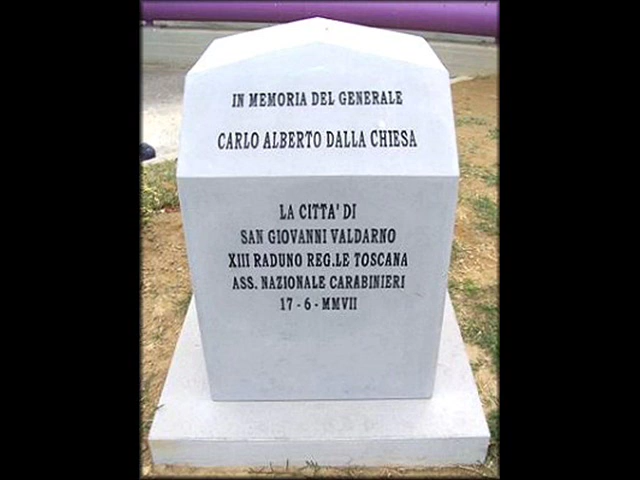 IN MEMORIA DEL GENERALE
CARLO ALBERTO DALLA CHIESA
LA CITTA' DI
SAN GIOVANNI VALDARNO
XIII RADUNO REG.LE TOSCANA
ASS. NAZIONALE CARABINIERI
17 - 6 - MMVII